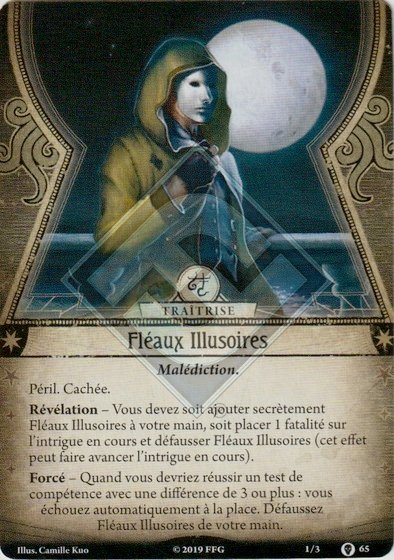 TRAÎTRISE
Fléaux Illusoires
Malédiction.
Péril. Cachée.
Révélation – Vous devez soit ajouter secrètement
Fléaux Illusoires à votre main, soit placer 1 fatalité sur
l'intrigue en cours et défausser Fléaux Illusoires (cet effet
peut faire avancer l'intrigue en cours).
Forcé – Quand vous devriez réussir un test de
compétence avec une différence de 3 ou plus : vous
échouez automatiquement à la place. Défaussez
Fléaux Illusoires de votre main.
Illus. Camille Kuo © 2019 FFG 1/3 65